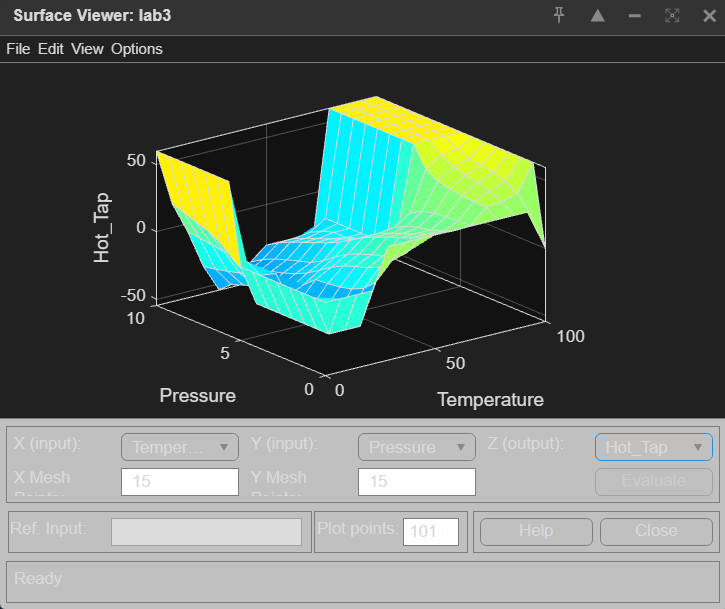 Surface Viewer: lab3
File Edit View Options
50
0
-50
Hot_Tap
10
5
0
Pressure
0
50
100
Temperature
X (input):
Temper...
Y (input):
Pressure
Z (output):
Hot_Tap
X Mesh
15
Y Mesh
15
Evaluate
Ref. Input:
Plot points:
101
Help
Close
Ready